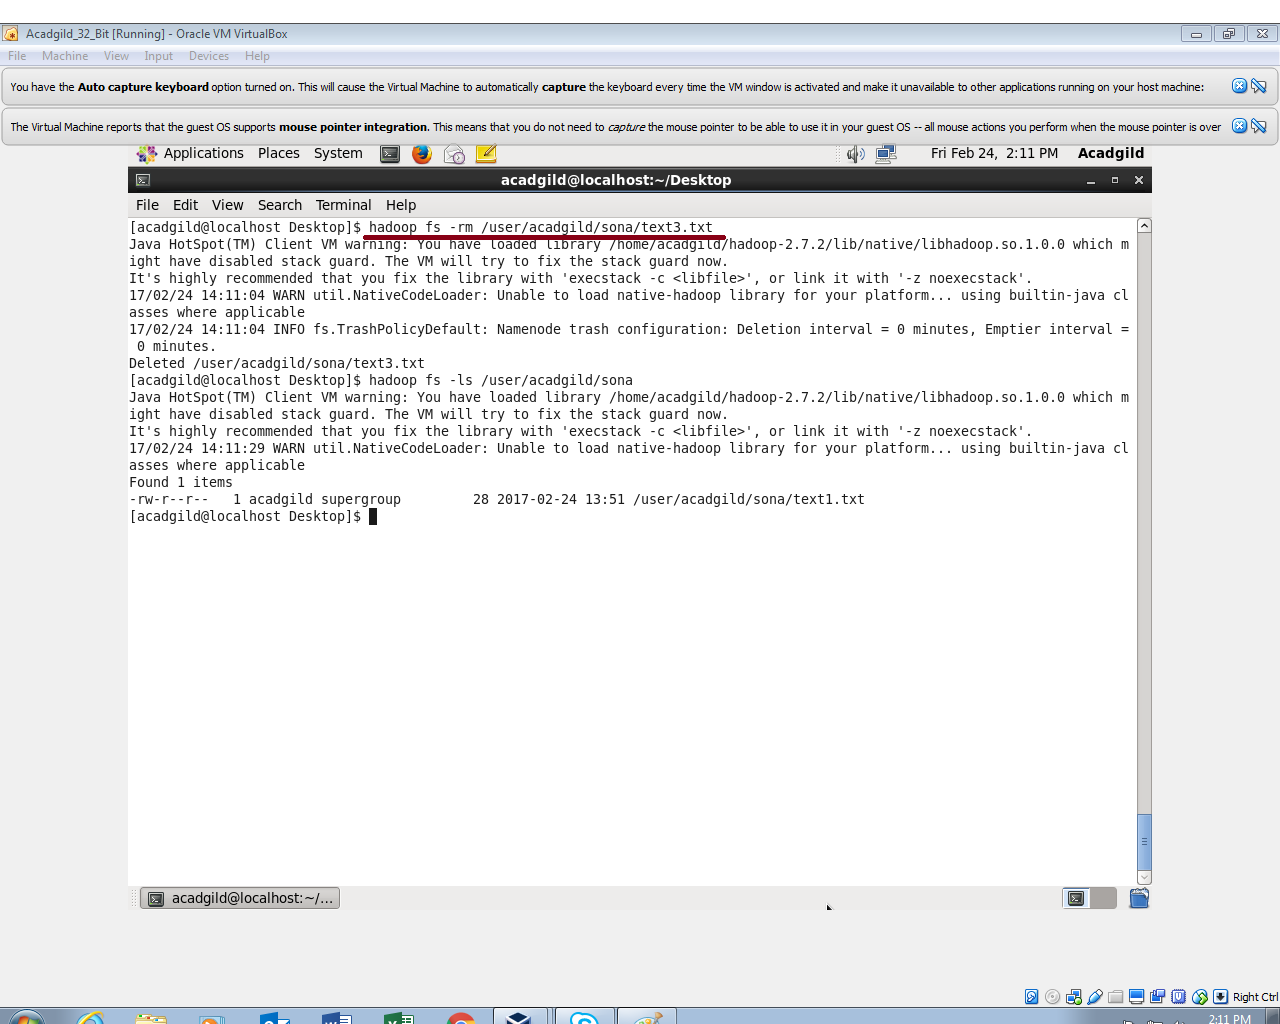 Acadgild_32_Bit [Running] - Oracle VM VirtualBox
File Machine View Input Devices Help
You have the Auto capture keyboard option turned on. This will cause the Virtual Machine to automatically capture the keyboard every time the VM window is activated and make it unavailable to other applications running on your host machine:
The Virtual Machine reports that the guest OS supports mouse pointer integration. This means that you do not need to capture the mouse pointer to be able to use it in your guest OS -- all mouse actions you perform when the mouse pointer is over
Applications Places System Fri Feb 24, 2:11 PM Acadgild
acadgild@localhost:~/Desktop
File Edit View Search Terminal Help
[acadgild@localhost Desktop]$ hadoop fs -rm /user/acadgild/sona/text3.txt
Java HotSpot(TM) Client VM warning: You have loaded library /home/acadgild/hadoop-2.7.2/lib/native/libhadoop.so.1.0.0 which m
ight have disabled stack guard. The VM will try to fix the stack guard now.
It's highly recommended that you fix the library with 'execstack -c <libfile>', or link it with '-z noexecstack'.
17/02/24 14:11:04 WARN util.NativeCodeLoader: Unable to load native-hadoop library for your platform... using builtin-java cl
asses where applicable
17/02/24 14:11:04 INFO fs.TrashPolicyDefault: Namenode trash configuration: Deletion interval = 0 minutes, Emptier interval =
 0 minutes.
Deleted /user/acadgild/sona/text3.txt
[acadgild@localhost Desktop]$ hadoop fs -ls /user/acadgild/sona
Java HotSpot(TM) Client VM warning: You have loaded library /home/acadgild/hadoop-2.7.2/lib/native/libhadoop.so.1.0.0 which m
ight have disabled stack guard. The VM will try to fix the stack guard now.
It's highly recommended that you fix the library with 'execstack -c <libfile>', or link it with '-z noexecstack'.
17/02/24 14:11:29 WARN util.NativeCodeLoader: Unable to load native-hadoop library for your platform... using builtin-java cl
asses where applicable
Found 1 items
-rw-r--r--   1 acadgild supergroup         28 2017-02-24 13:51 /user/acadgild/sona/text1.txt
[acadgild@localhost Desktop]$
acadgild@localhost:~/...
Right Ctrl
2:11 PM